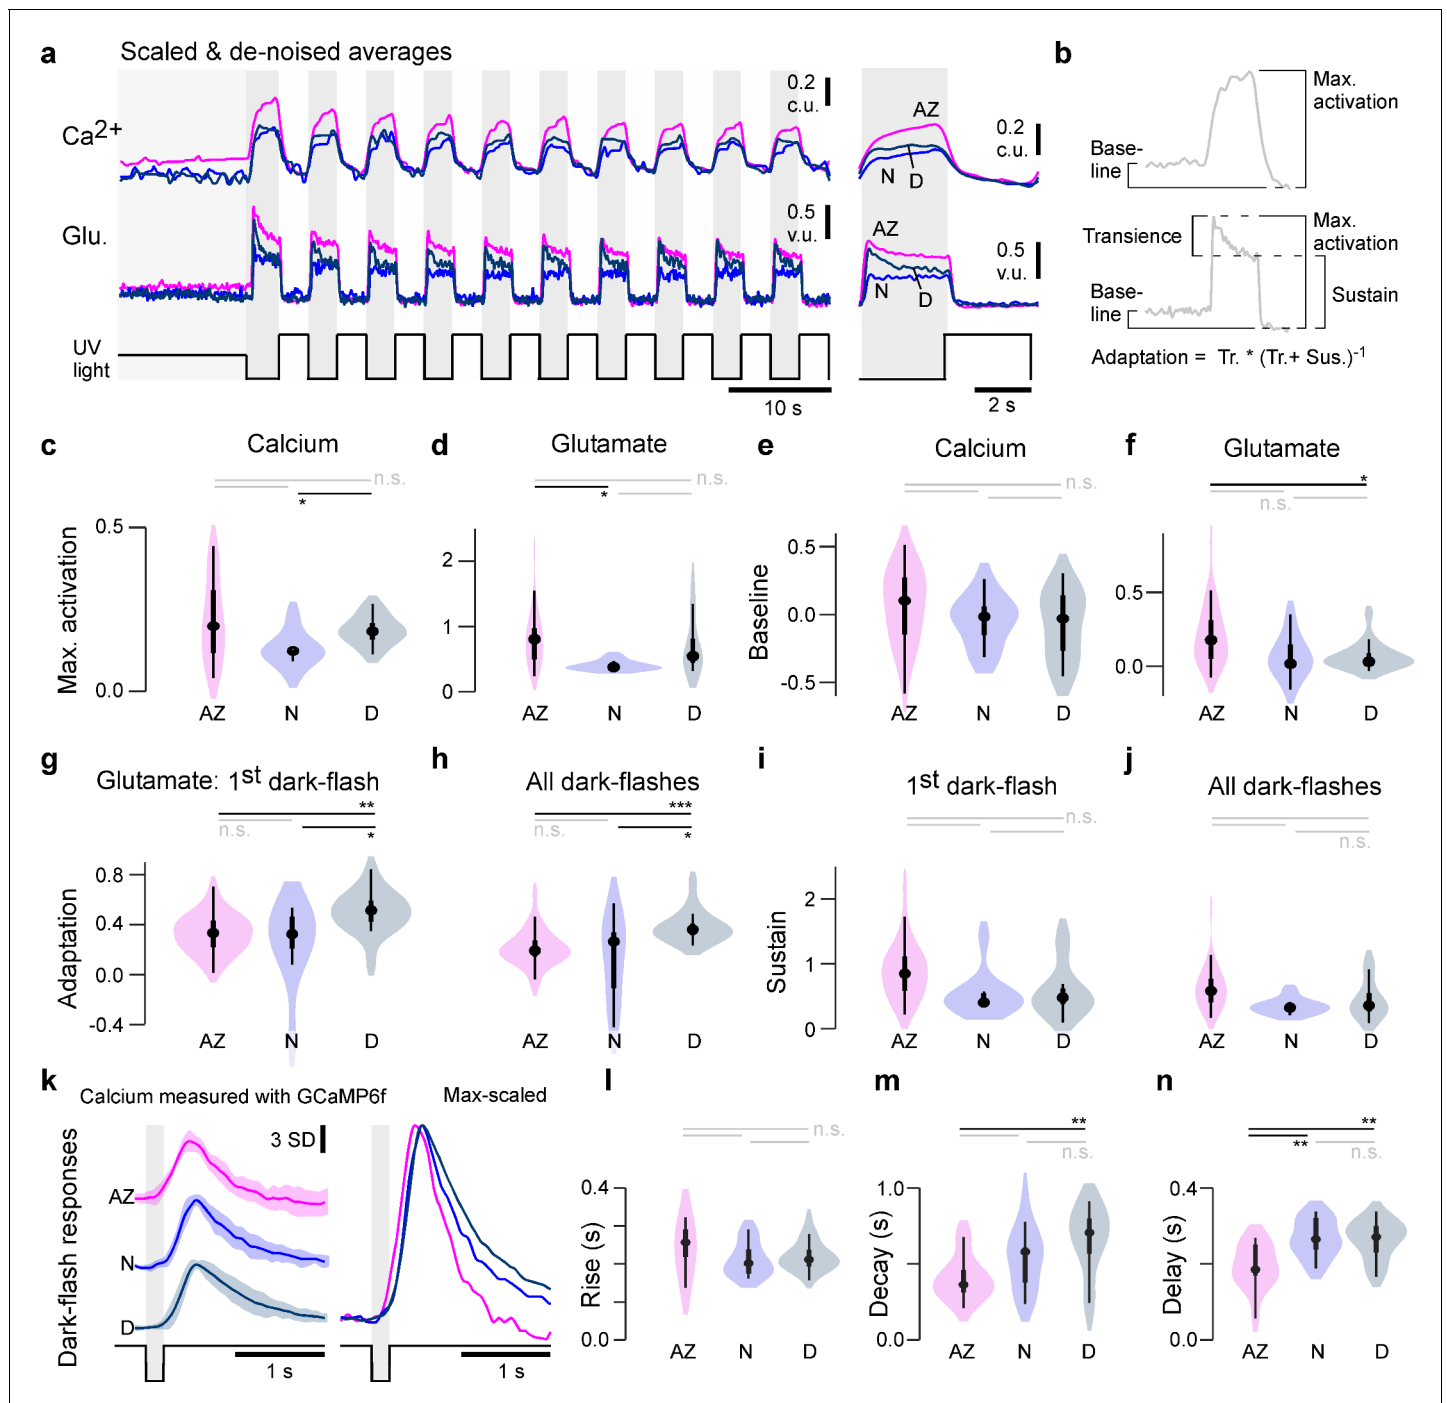 a Scaled & de-noised averages
Ca2+
0.2
c.u.
AZ
N
D
0.2
c.u.
Glu.
0.5
v.u.
AZ
N
D
0.5
v.u.
UV
light
10 s
2 s
b
Max.
activation
Base-
line
Transience
Max.
activation
Base-
line
Sustain
Adaptation = Tr. * (Tr.+ Sus.)-1
c Calcium
n.s.
*
Max. activation
0.5
0.0
AZ N D
d Glutamate
n.s.
*
2
1
0
AZ N D
e Calcium
n.s.
Baseline
0.5
0.0
-0.5
AZ N D
f Glutamate
*
n.s.
0.5
0.0
AZ N D
g Glutamate: 1st dark-flash
**
n.s. *
Adaptation
0.8
0.4
0.0
-0.4
AZ N D
h All dark-flashes
***
n.s. *
AZ N D
i 1st dark-flash
n.s.
Sustain
2
1
0
AZ N D
j All dark-flashes
n.s.
AZ N D
k
Calcium measured with GCaMP6f
Max-scaled
Dark-flash responses
3 SD
AZ
N
D
1 s
1 s
l
n.s.
Rise (s)
0.4
0.0
AZ N D
m
**
n.s.
Decay (s)
1.0
0.0
AZ N D
n
**
**
n.s.
Delay (s)
0.4
0.0
AZ N D